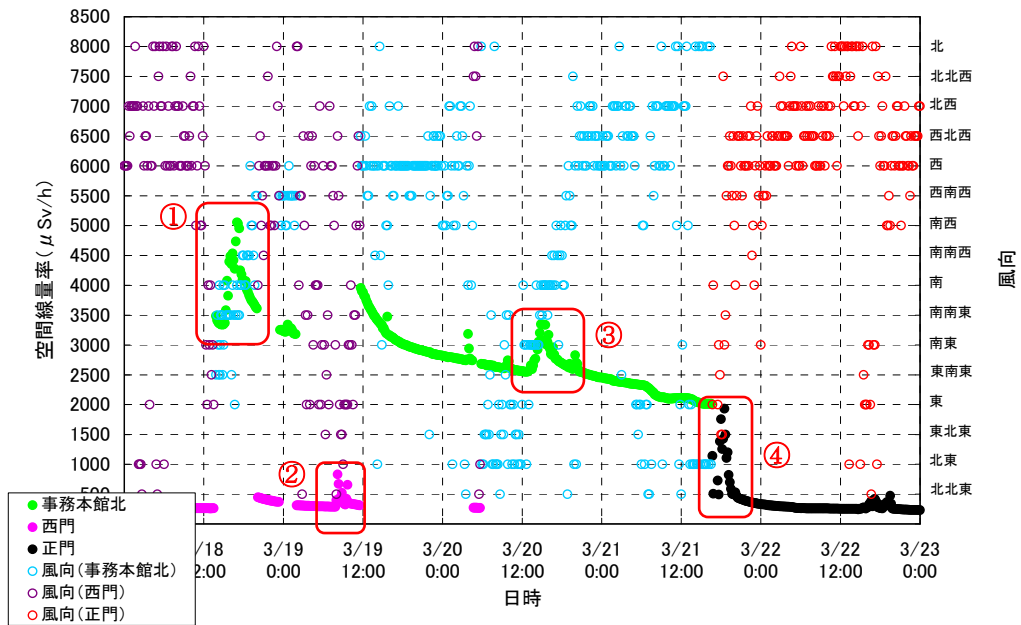 8000
7500
7000
6500
6000
5500
5000
4500
4000
3500
3000
2500
2000
1500
1000
500
空間線量率(μSv/h)
北
北北西
北西
西北西
西
西南西
南西
南南西
南
南南東
南東
東南東
東
東北東
北東
北北東
風向
①
②
③
④
/18
2:00
3/19
0:00
3/19
12:00
3/20
0:00
3/20
12:00
3/21
0:00
3/21
12:00
3/22
0:00
3/22
12:00
3/23
0:00
日時
事務本館北
西門
正門
風向(事務本館北)
風向(西門)
風向(正門)